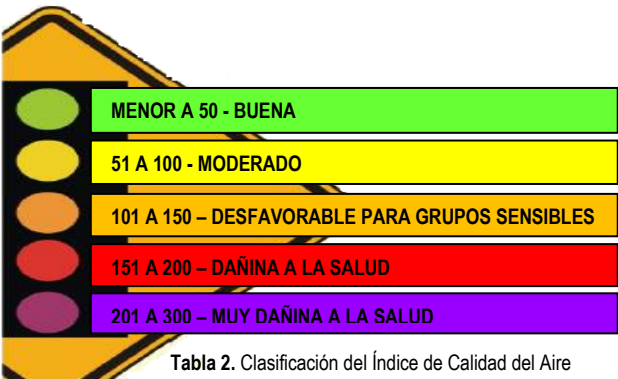 MENOR A 50 - BUENA
51 A 100 - MODERADO
101 A 150 – DESFAVORABLE PARA GRUPOS SENSIBLES
151 A 200 – DAÑINA A LA SALUD
201 A 300 – MUY DAÑINA A LA SALUD
Tabla 2. Clasificación del Índice de Calidad del Aire